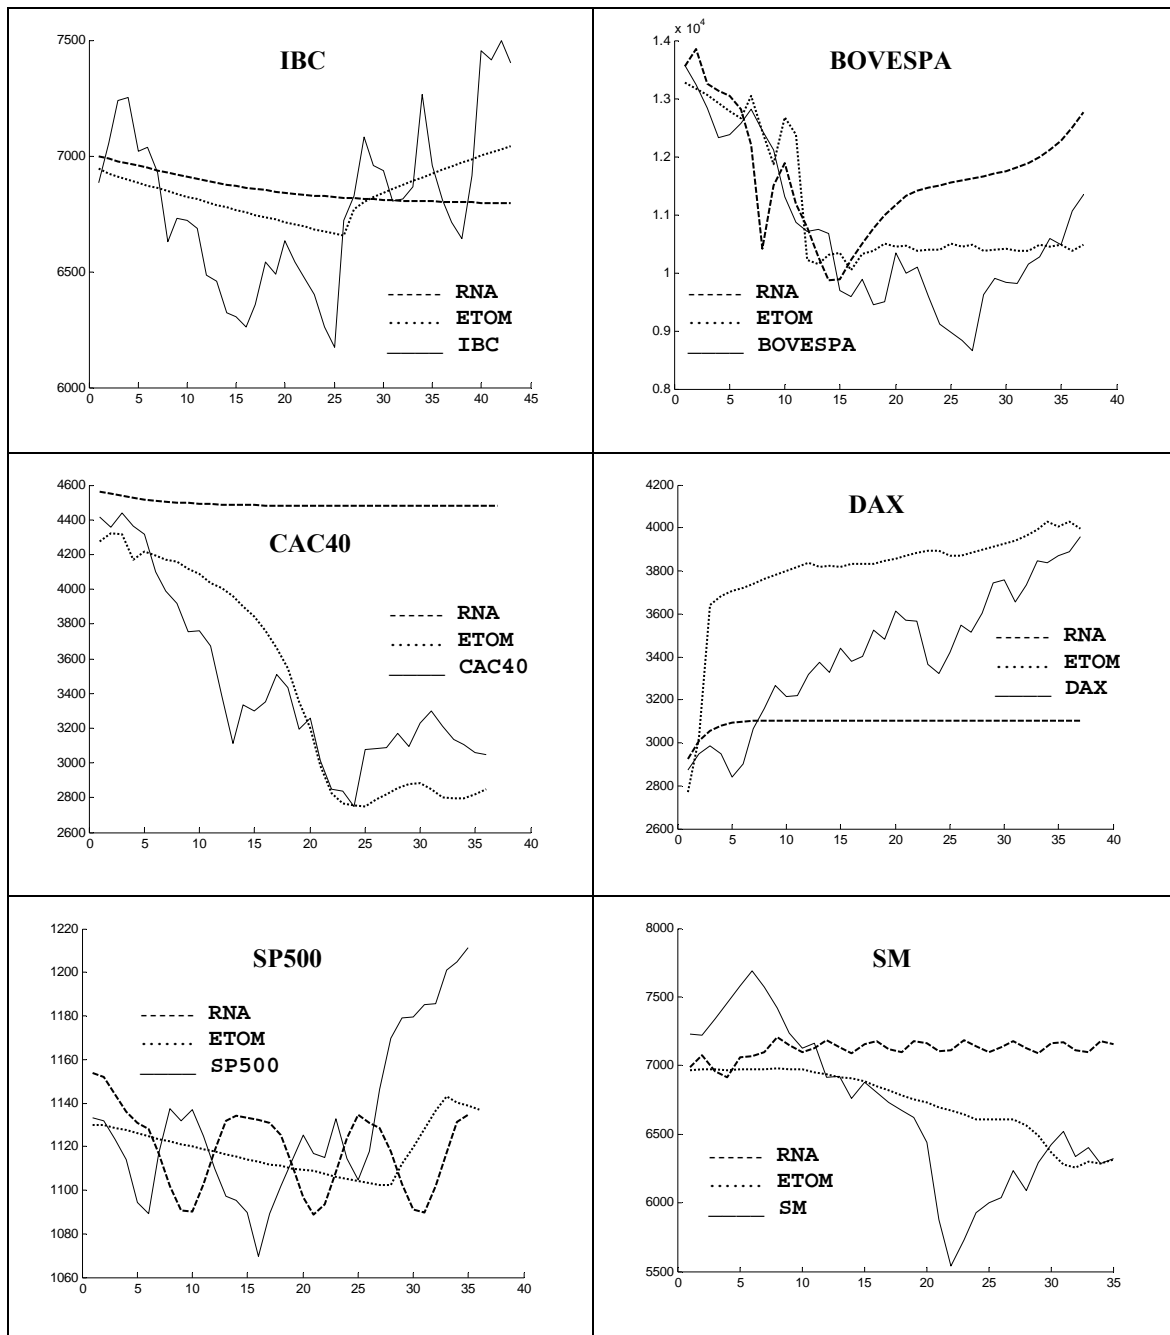 IBC
7500
7000
6500
6000
0 5 10 15 20 25 30 35 40 45
RNA
ETOM
IBC
BOVESPA
x 10^4
1.4
1.3
1.2
1.1
1
0.9
0.8
0 5 10 15 20 25 30 35 40
RNA
ETOM
BOVESPA
CAC40
4600
4400
4200
4000
3800
3600
3400
3200
3000
2800
2600
0 5 10 15 20 25 30 35 40
RNA
ETOM
CAC40
DAX
4200
4000
3800
3600
3400
3200
3000
2800
2600
0 5 10 15 20 25 30 35 40
RNA
ETOM
DAX
SP500
1220
1200
1180
1160
1140
1120
1100
1080
1060
0 5 10 15 20 25 30 35 40
RNA
ETOM
SP500
SM
8000
7500
7000
6500
6000
5500
0 5 10 15 20 25 30 35
RNA
ETOM
SM